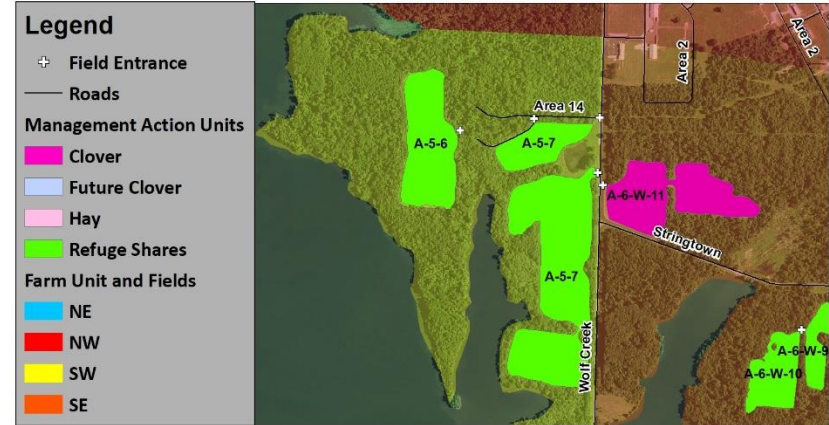 Legend
Field Entrance
Roads
Management Action Units
Clover
Future Clover
Hay
Refuge Shares
Farm Unit and Fields
NE
NW
SW
SE
Area 2
Area 2
Area 14
A-5-6
A-5-7
A-6-W-11
Stringtown
A-5-7
Wolf Creek
A-6-W-9
A-6-W-10